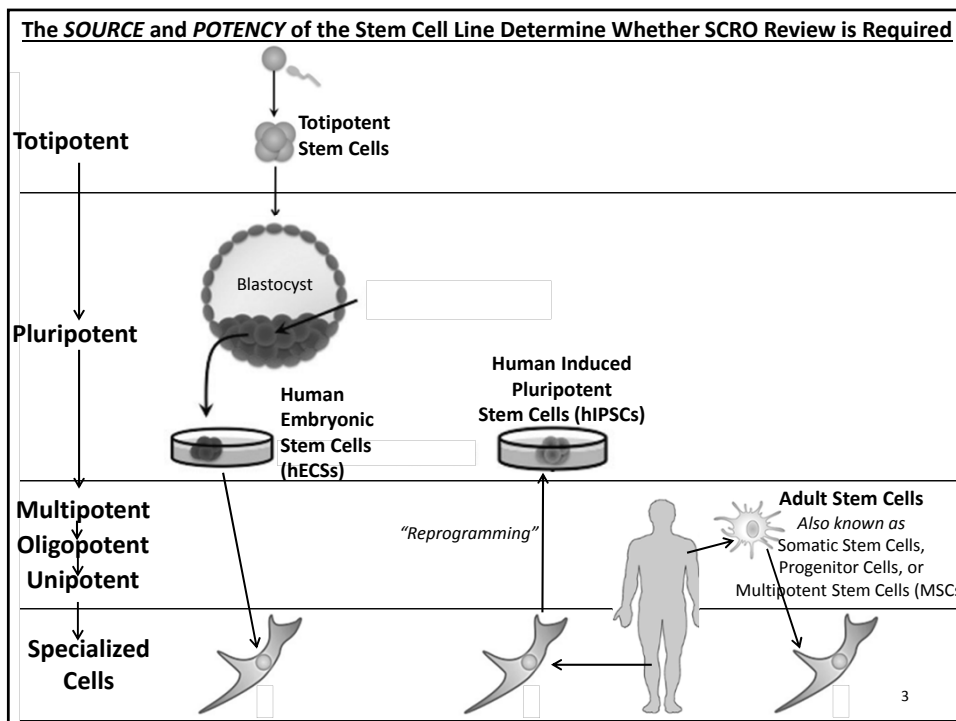 The SOURCE and POTENCY of the Stem Cell Line Determine Whether SCRO Review is Required
Totipotent
Totipotent
Stem Cells
Blastocyst
Pluripotent
Human
Embryonic
Stem Cells
(hECSs)
Human Induced
Pluripotent
Stem Cells (hIPSCs)
Multipotent
Oligopotent
Unipotent
"Reprogramming"
Adult Stem Cells
Also known as
Somatic Stem Cells,
Progenitor Cells, or
Multipotent Stem Cells (MSCs
Specialized
Cells
3